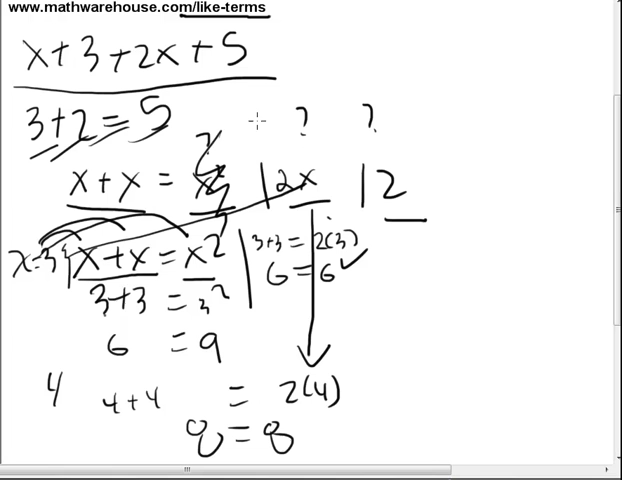 www.mathwarehouse.com/like-terms
x+3+2x+5
3+2=5
? ?
x+x = | 2x | 2
x=3 x+x = x² | 3+3 = 2(3)
3+3 = 3² 6=6 ✓
6 = 9
4 4+4 = 2(4)
8=8